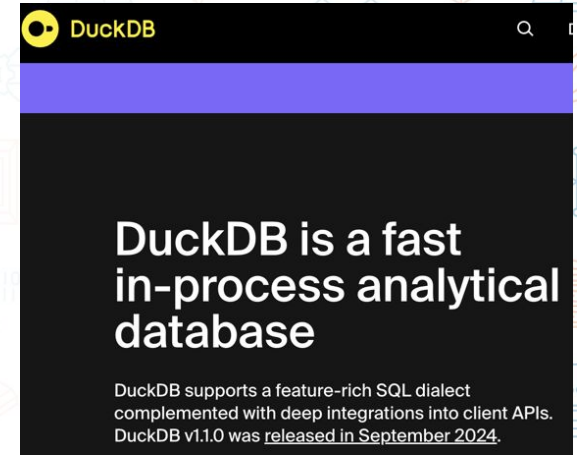 DuckDB
DuckDB is a fast
in-process analytical
database
DuckDB supports a feature-rich SQL dialect
complemented with deep integrations into client APIs.
DuckDB v1.1.0 was released in September 2024.